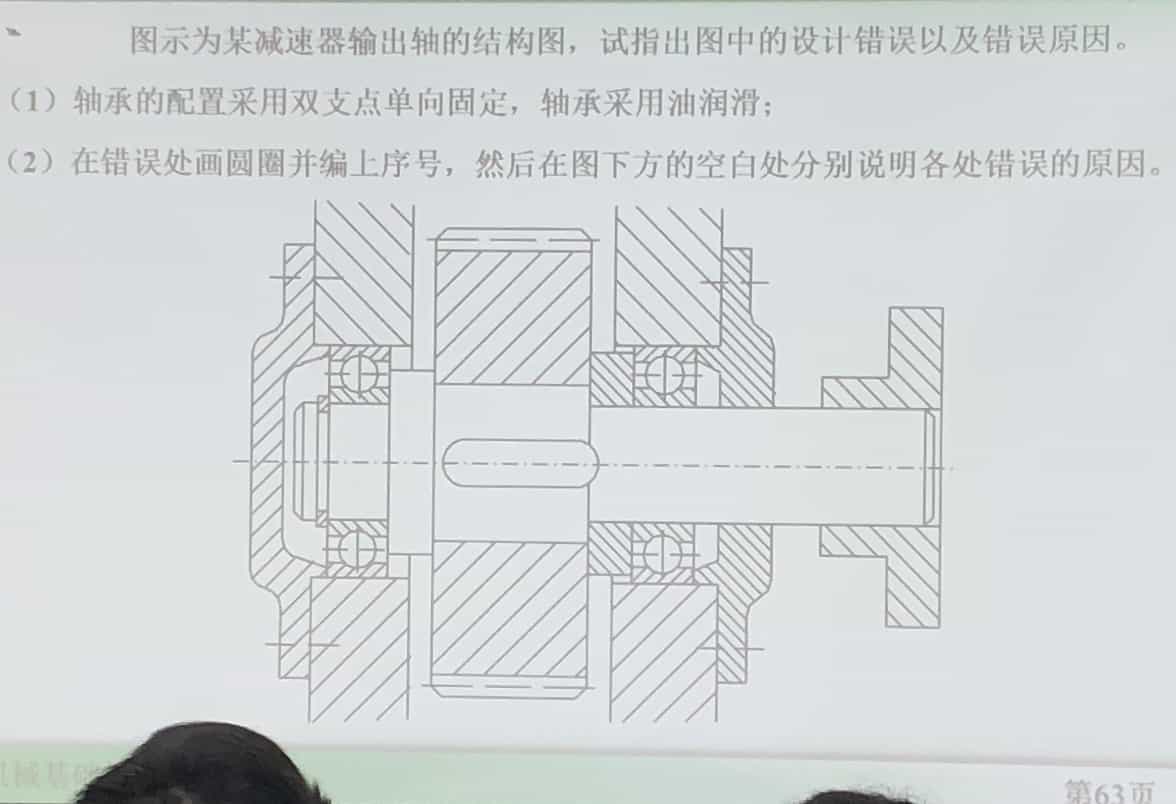 图示为某减速器输出轴的结构图，试指出图中的设计错误以及错误原因。
（1）轴承的配置采用双支点单向固定，轴承采用油润滑；
（2）在错误处画圆圈并编上序号，然后在图下方的空白处分别说明各处错误的原因。
械基础
第63页